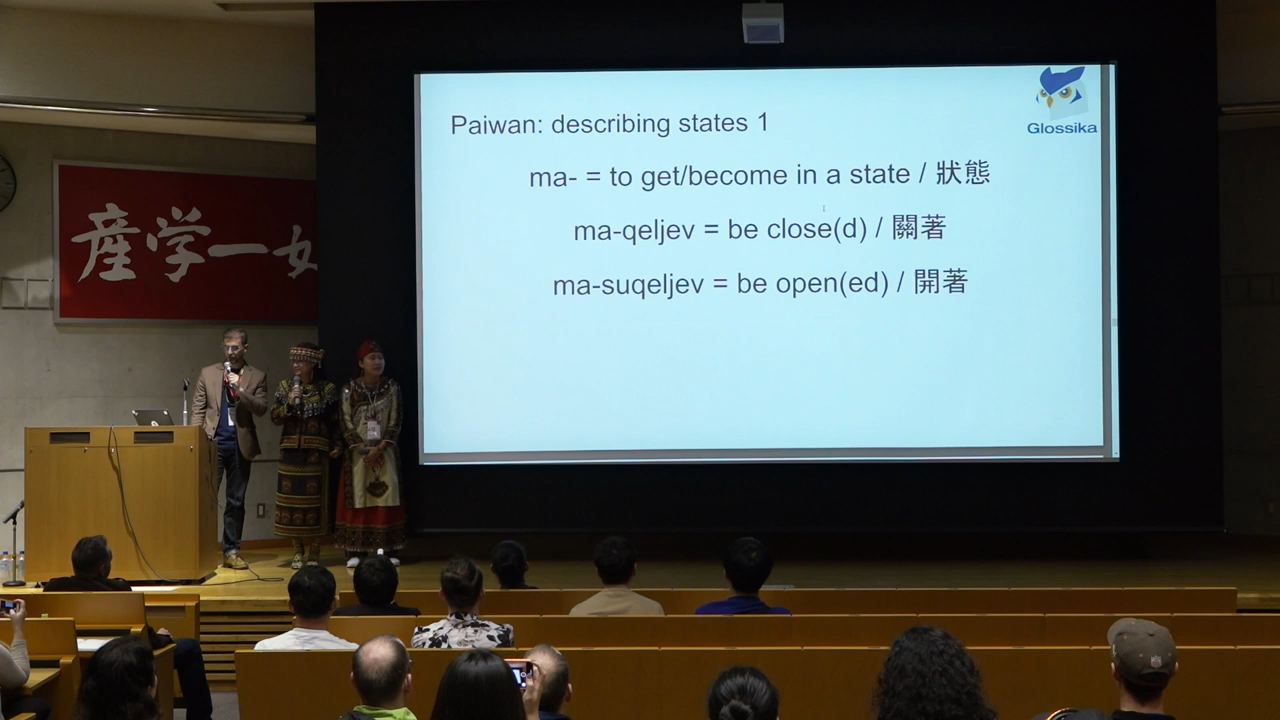 Glossika
Paiwan: describing states 1
ma- = to get/become in a state / 狀態
ma-qeljev = be close(d) / 關著
ma-suqeljev = be open(ed) / 開著
産学一如